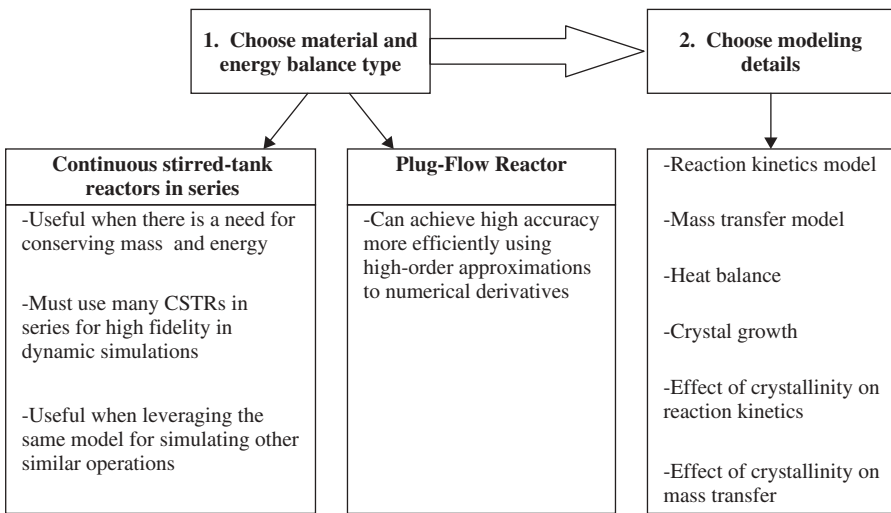 1. Choose material and
energy balance type
2. Choose modeling
details
Continuous stirred-tank
reactors in series
-Useful when there is a need for
conserving mass and energy
-Must use many CSTRs in
series for high fidelity in
dynamic simulations
-Useful when leveraging the
same model for simulating other
similar operations
Plug-Flow Reactor
-Can achieve high accuracy
more efficiently using
high-order approximations
to numerical derivatives
-Reaction kinetics model
-Mass transfer model
-Heat balance
-Crystal growth
-Effect of crystallinity on
reaction kinetics
-Effect of crystallinity on
mass transfer